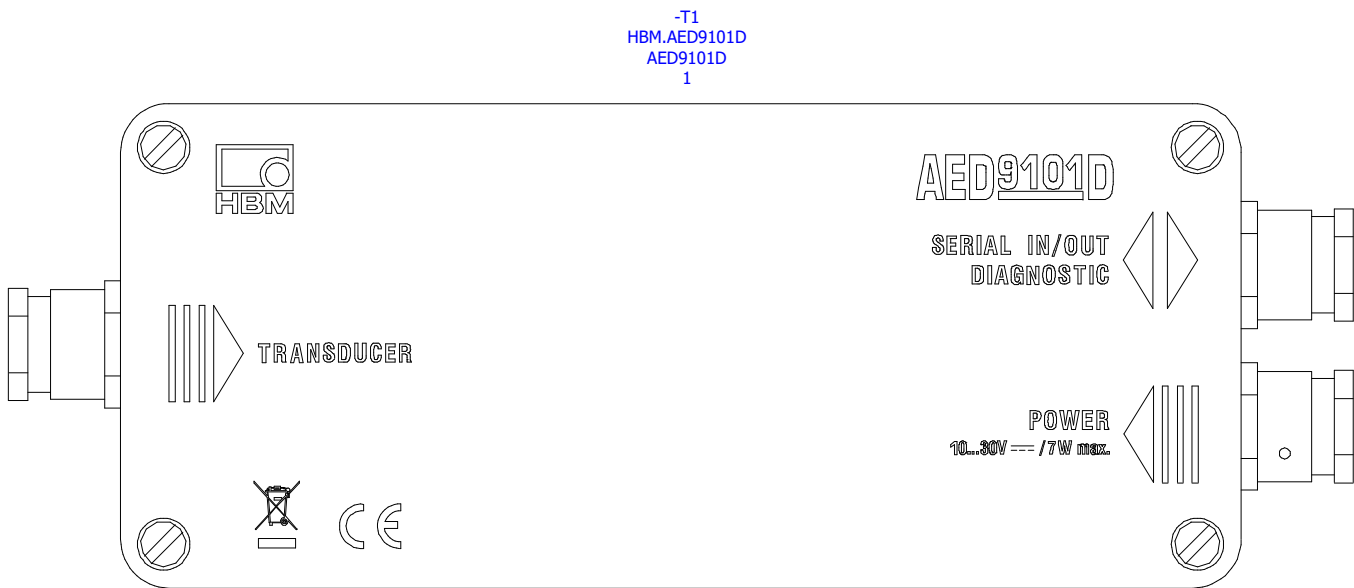 -T1
HBM.AED9101D
AED9101D
1
HBM
AED9101D
SERIAL IN/OUT
DIAGNOSTIC
TRANSDUCER
POWER
10...30V ⎓ / 7W max.
CE